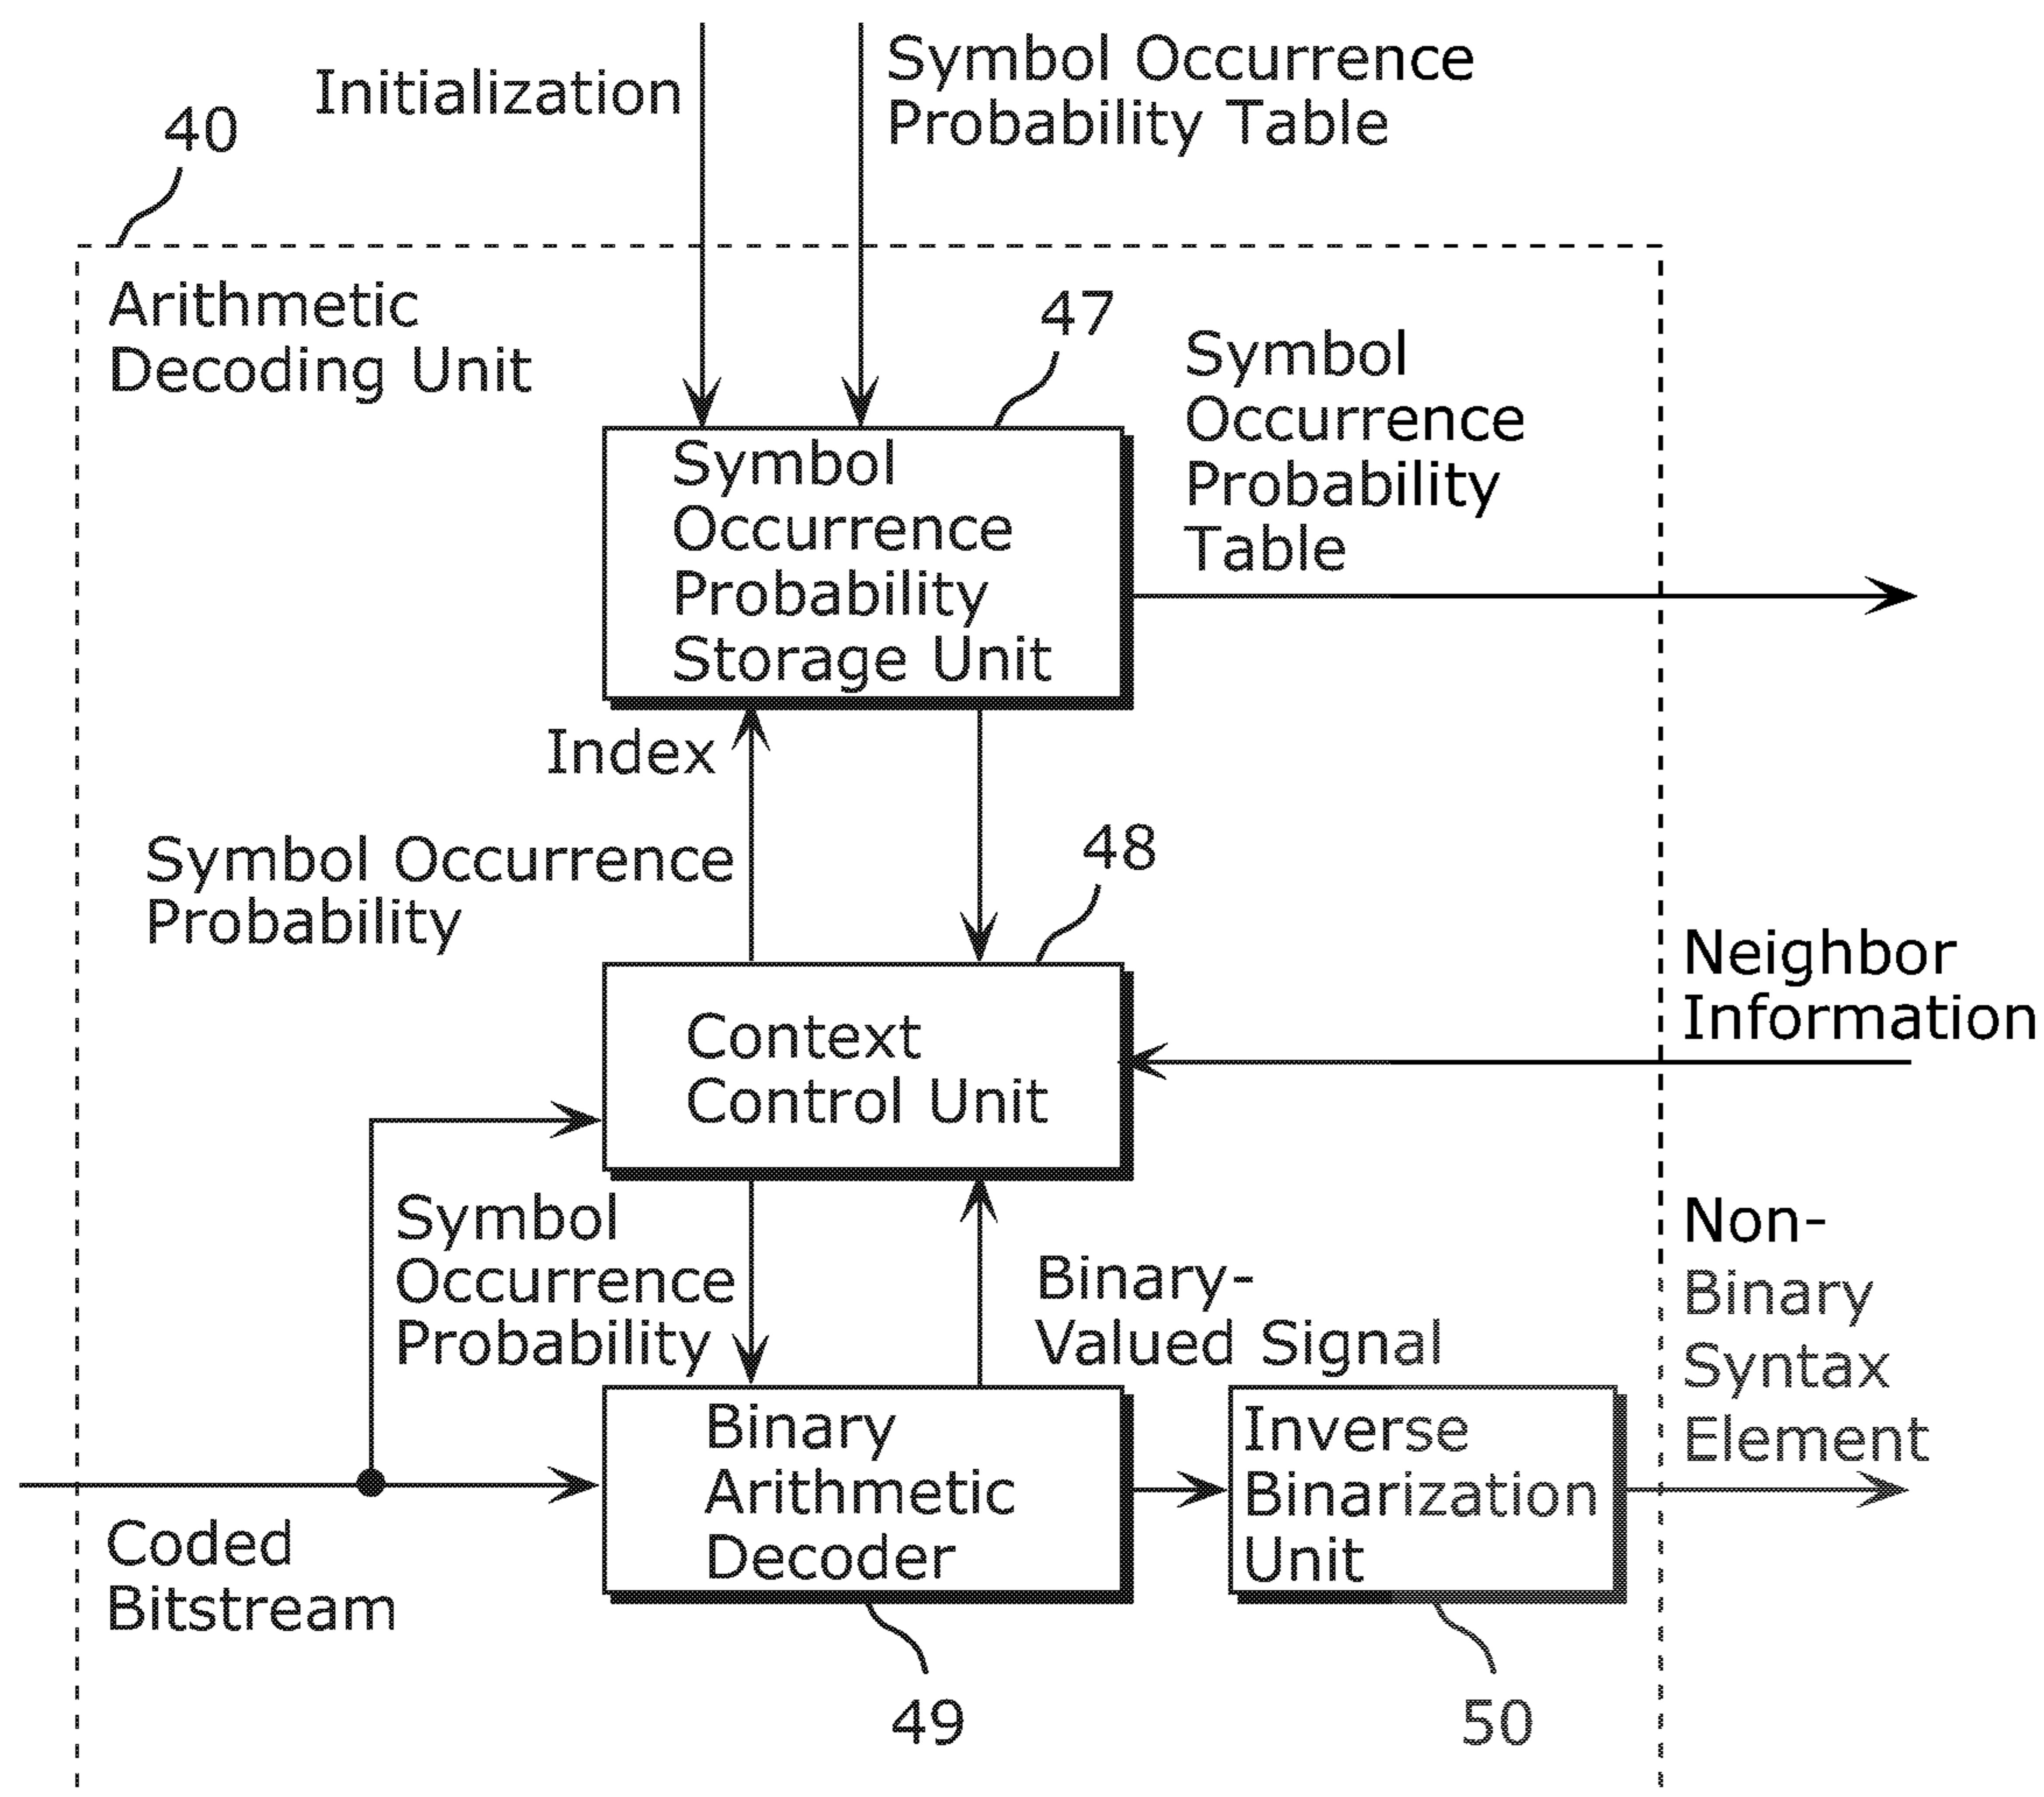 Initialization
Symbol Occurrence
Probability Table
40
Arithmetic
Decoding Unit
47
Symbol
Occurrence
Probability
Table
Symbol
Occurrence
Probability
Storage Unit
Index
Symbol Occurrence
Probability
48
Neighbor
Information
Context
Control Unit
Symbol
Occurrence
Probability
Binary-
Valued Signal
Non-
Binary
Syntax
Element
Binary
Arithmetic
Decoder
Inverse
Binarization
Unit
Coded
Bitstream
49
50